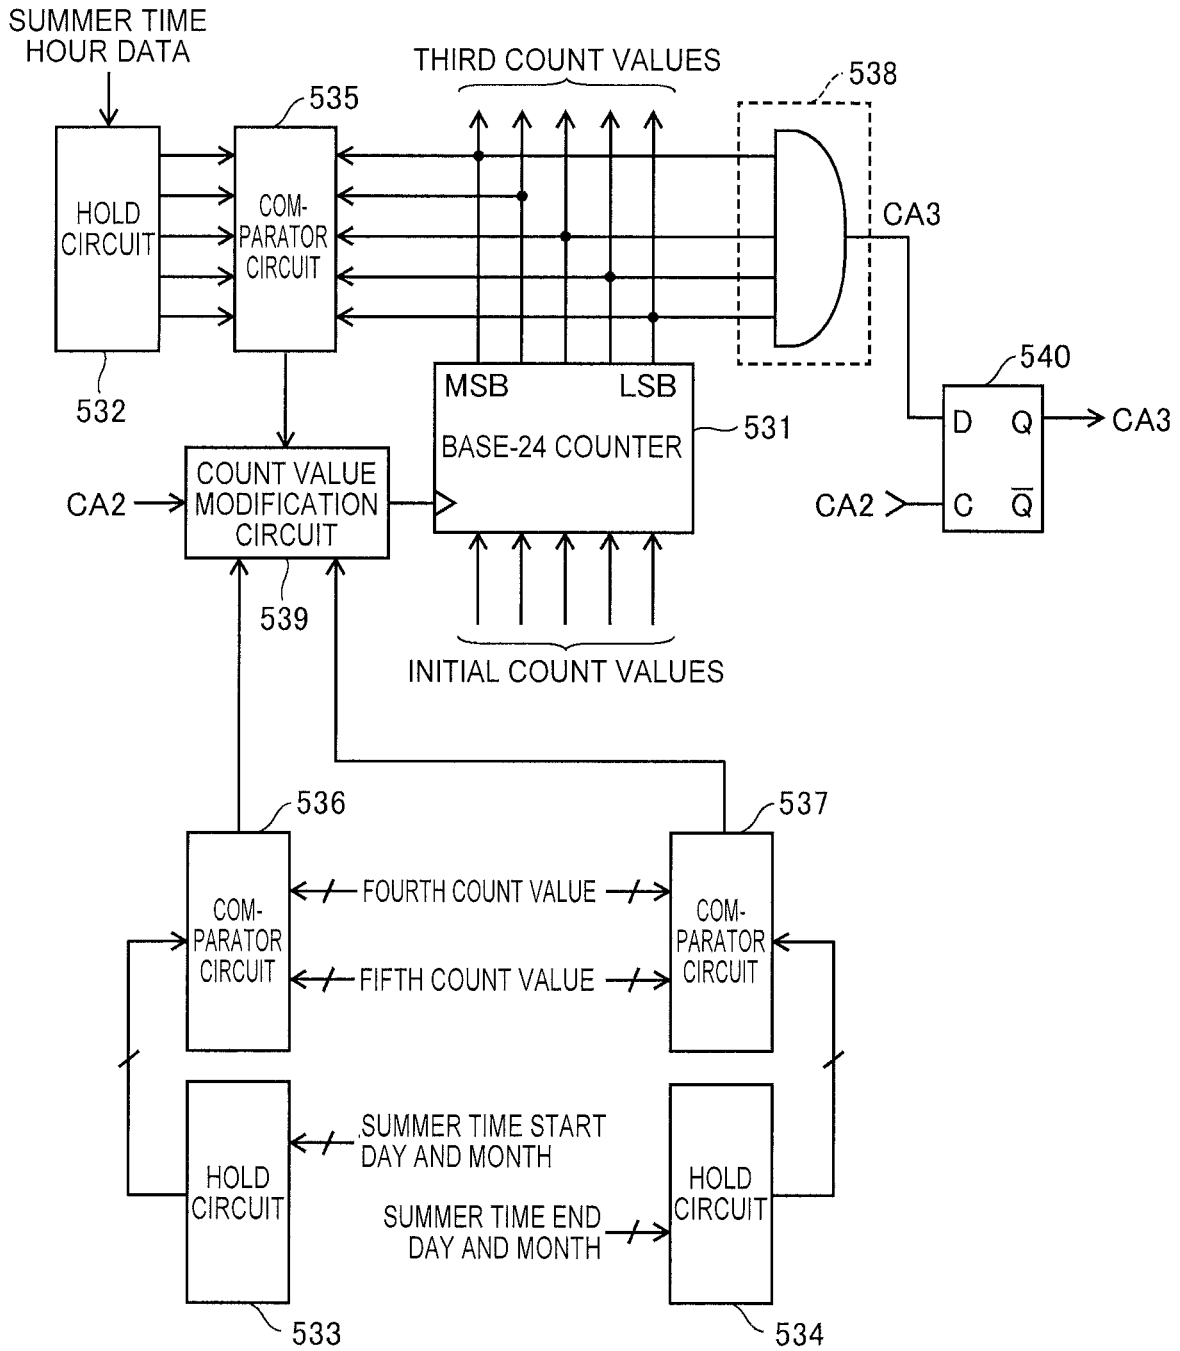 SUMMER TIME
HOUR DATA
THIRD COUNT VALUES
538
535
HOLD
CIRCUIT
COM-
PARATOR
CIRCUIT
CA3
532
MSB
LSB
BASE-24 COUNTER
531
540
D
Q
C
Q̅
CA3
CA2
CA2
COUNT VALUE
MODIFICATION
CIRCUIT
539
INITIAL COUNT VALUES
536
537
COM-
PARATOR
CIRCUIT
FOURTH COUNT VALUE
FIFTH COUNT VALUE
COM-
PARATOR
CIRCUIT
HOLD
CIRCUIT
SUMMER TIME START
DAY AND MONTH
SUMMER TIME END
DAY AND MONTH
HOLD
CIRCUIT
533
534